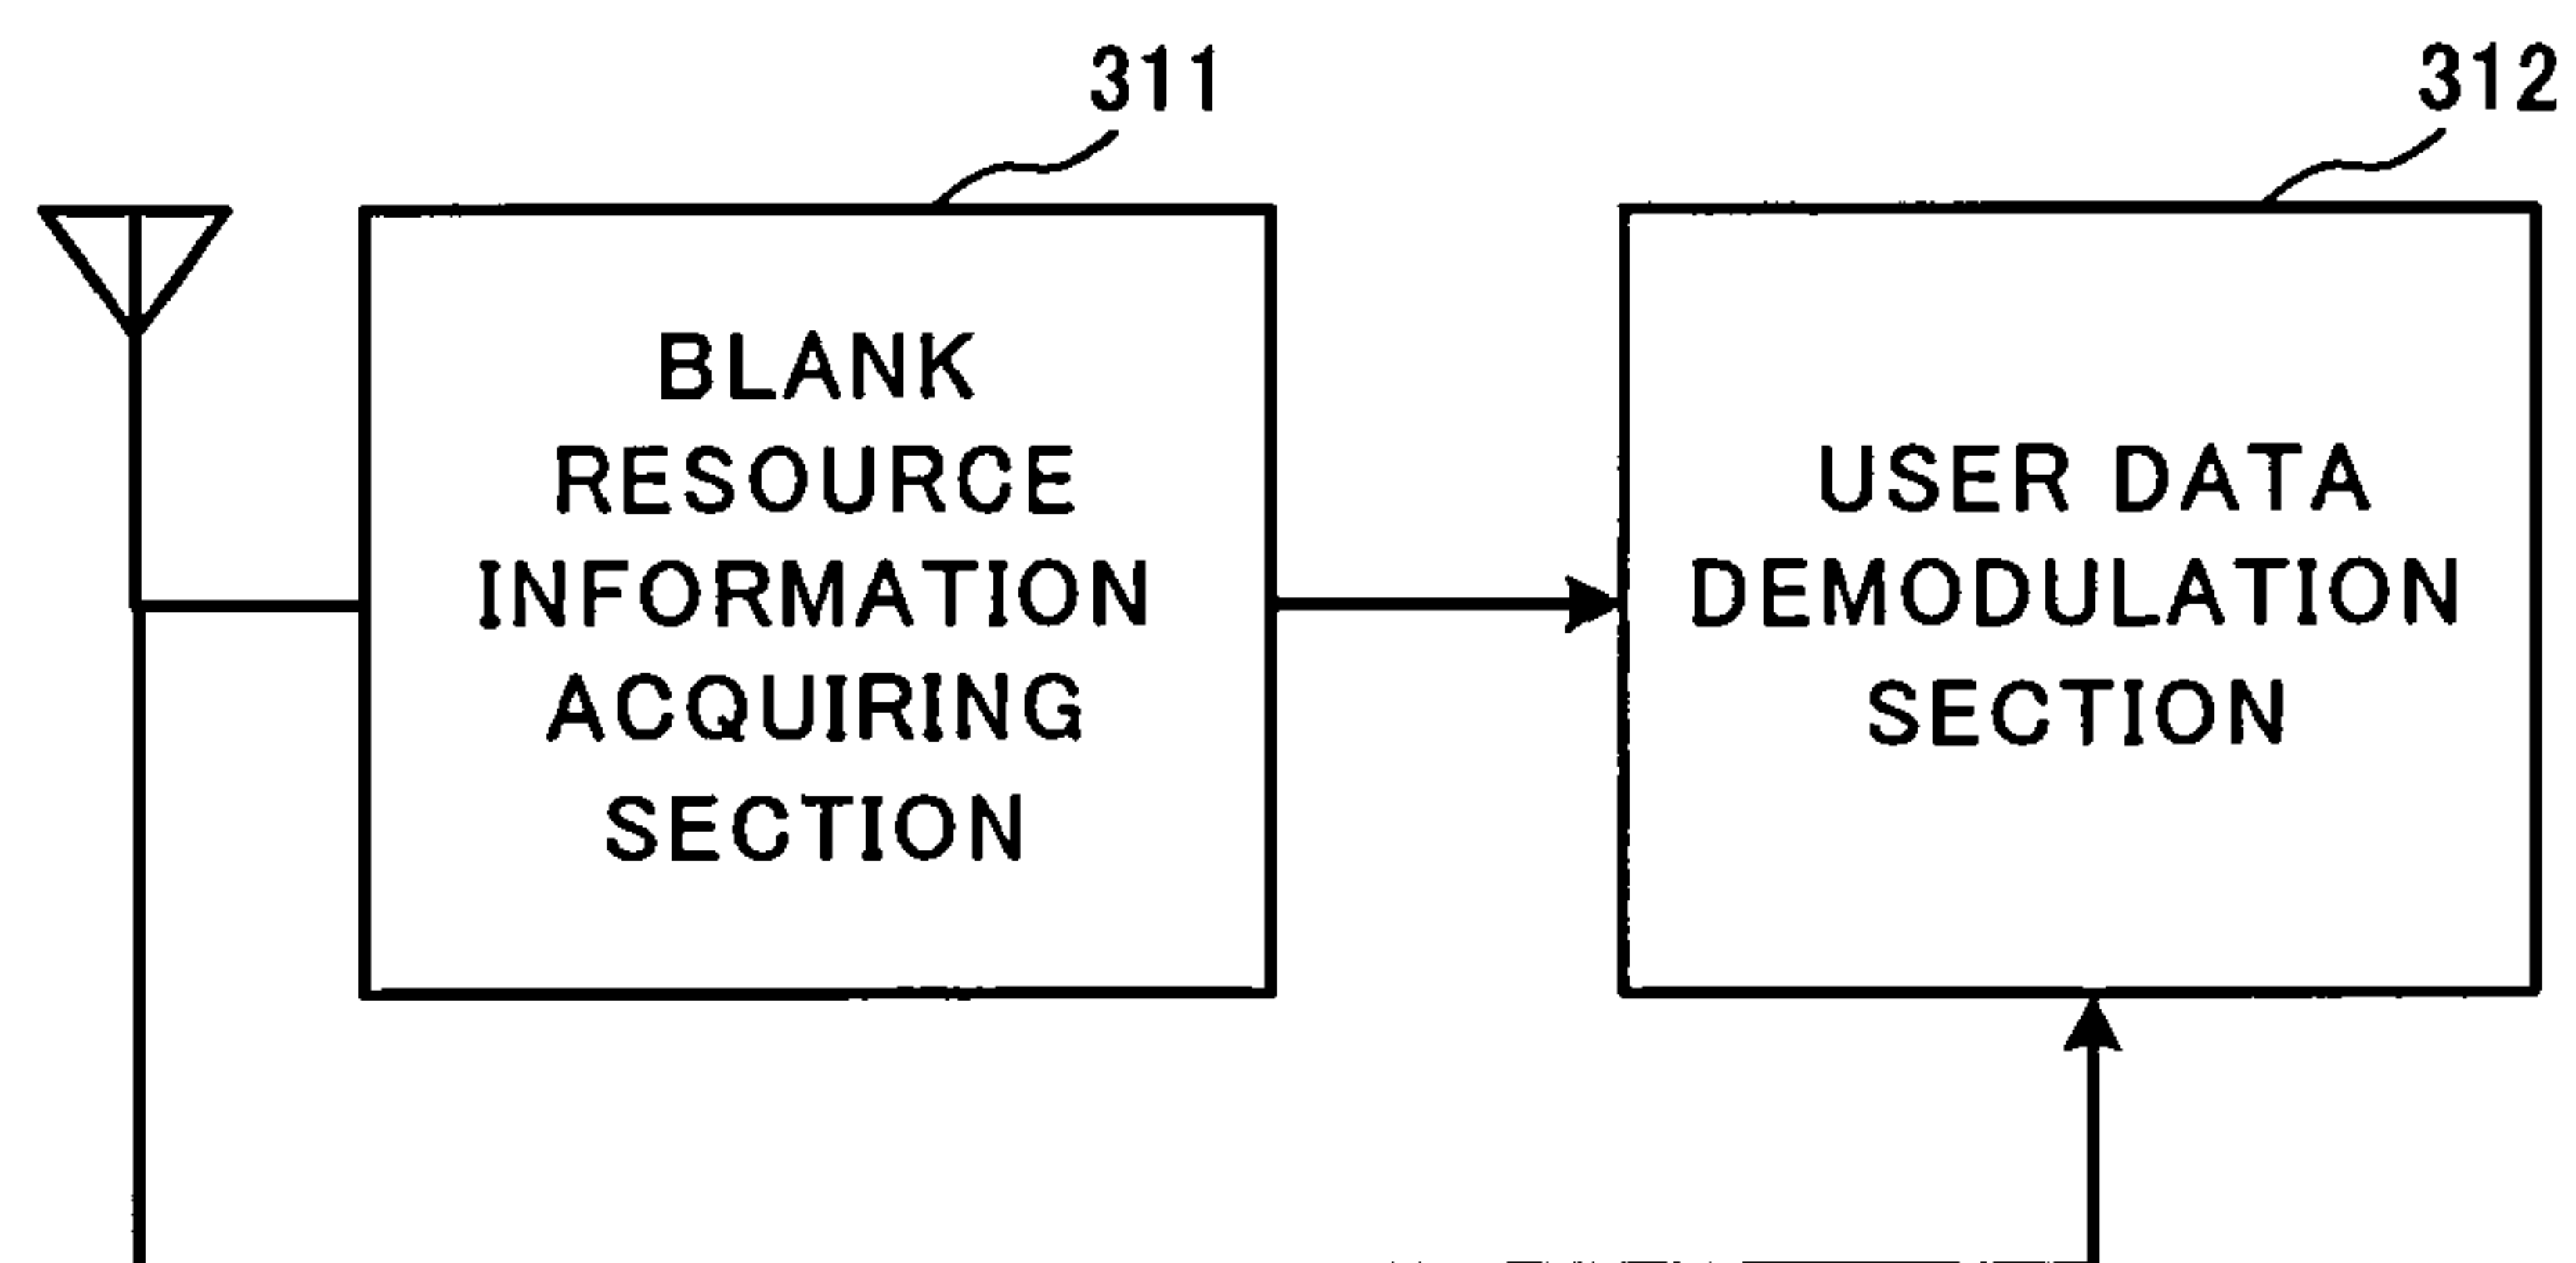 311
312
BLANK
RESOURCE
INFORMATION
ACQUIRING
SECTION
USER DATA
DEMODULATION
SECTION